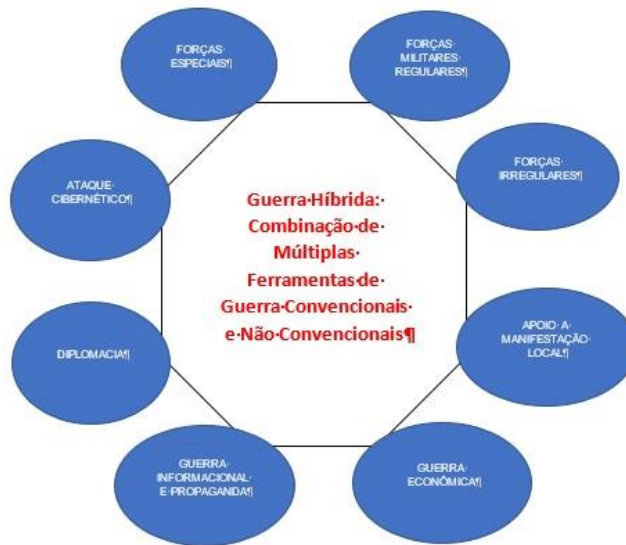 FORÇAS·
ESPECIAIS¶
FORÇAS·
MILITARES·
REGULARES¶
ATAQUE·
CIBERNÉTICO¶
FORÇAS·
IRREGULARES¶
Guerra·Híbrida:·
Combinação·de·
Múltiplas·
Ferramentas·de·
Guerra·Convencionais·
e·Não·Convencionais¶
DIPLOMACIA¶
APOIO·A·
MANIFESTAÇÃO·
LOCAL¶
GUERRA·
INFORMACIONAL·
E·PROPAGANDA¶
GUERRA·
ECONÔMICA¶